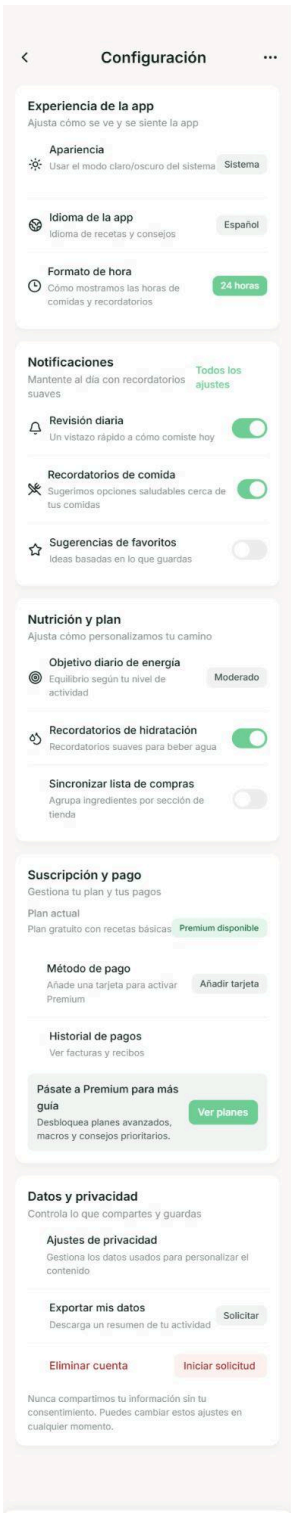 Configuración
Experiencia de la app
Ajusta cómo se ve y se siente la app
Apariencia
Usar el modo claro/oscuro del sistema
Sistema
Idioma de la app
Idioma de recetas y consejos
Español
Formato de hora
Cómo mostramos las horas de
comidas y recordatorios
24 horas
Notificaciones
Mantente al día con recordatorios
suaves
Todos los
ajustes
Revisión diaria
Un vistazo rápido a cómo comiste hoy
Recordatorios de comida
Sugerimos opciones saludables cerca de
tus comidas
Sugerencias de favoritos
Ideas basadas en lo que guardas
Nutrición y plan
Ajusta cómo personalizamos tu camino
Objetivo diario de energía
Equilibrio según tu nivel de
actividad
Moderado
Recordatorios de hidratación
Recordatorios suaves para beber agua
Sincronizar lista de compras
Agrupa ingredientes por sección de
tienda
Suscripción y pago
Gestiona tu plan y tus pagos
Plan actual
Plan gratuito con recetas básicas
Premium disponible
Método de pago
Añade una tarjeta para activar
Premium
Añadir tarjeta
Historial de pagos
Ver facturas y recibos
Pásate a Premium para más
guía
Desbloquea planes avanzados,
macros y consejos prioritarios.
Ver planes
Datos y privacidad
Controla lo que compartes y guardas
Ajustes de privacidad
Gestiona los datos usados para personalizar el
contenido
Exportar mis datos
Descarga un resumen de tu actividad
Solicitar
Eliminar cuenta
Iniciar solicitud
Nunca compartimos tu información sin tu
consentimiento. Puedes cambiar estos ajustes en
cualquier momento.